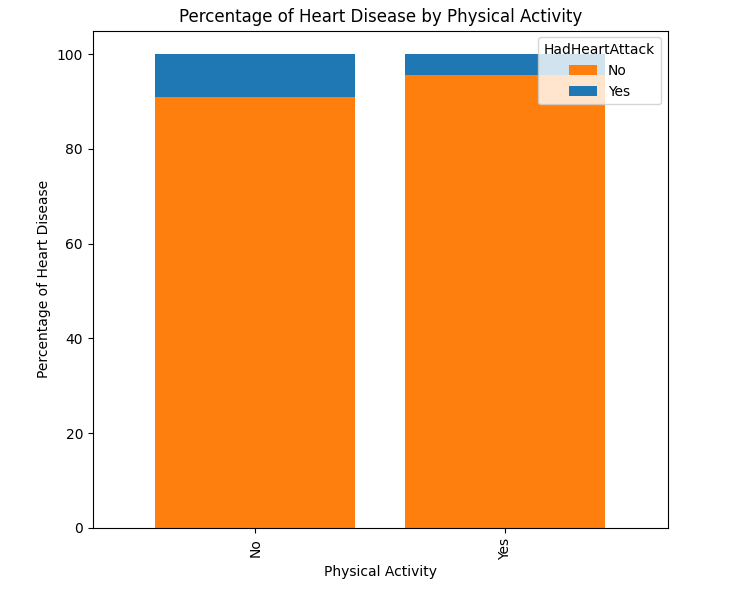 Percentage of Heart Disease by Physical Activity
HadHeartAttack
No
Yes
100
80
60
40
20
0
Percentage of Heart Disease
No
Yes
Physical Activity